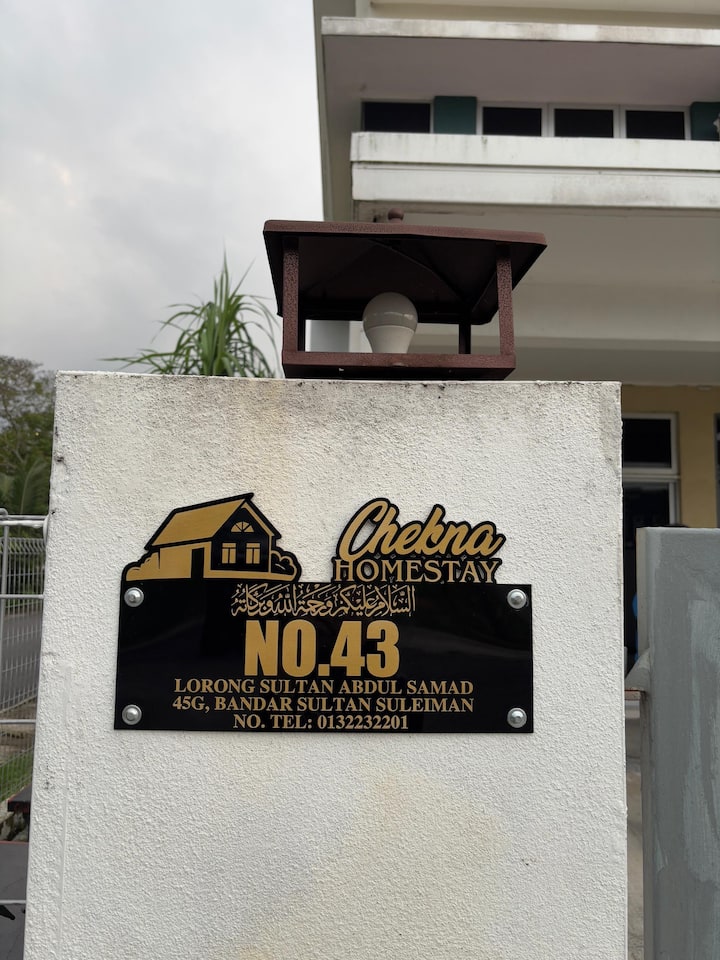 Chekna
HOMESTAY
السلام عليكم ورحمة الله وبركاته
NO.43
LORONG SULTAN ABDUL SAMAD
45G, BANDAR SULTAN SULEIMAN
NO. TEL: 0132232201